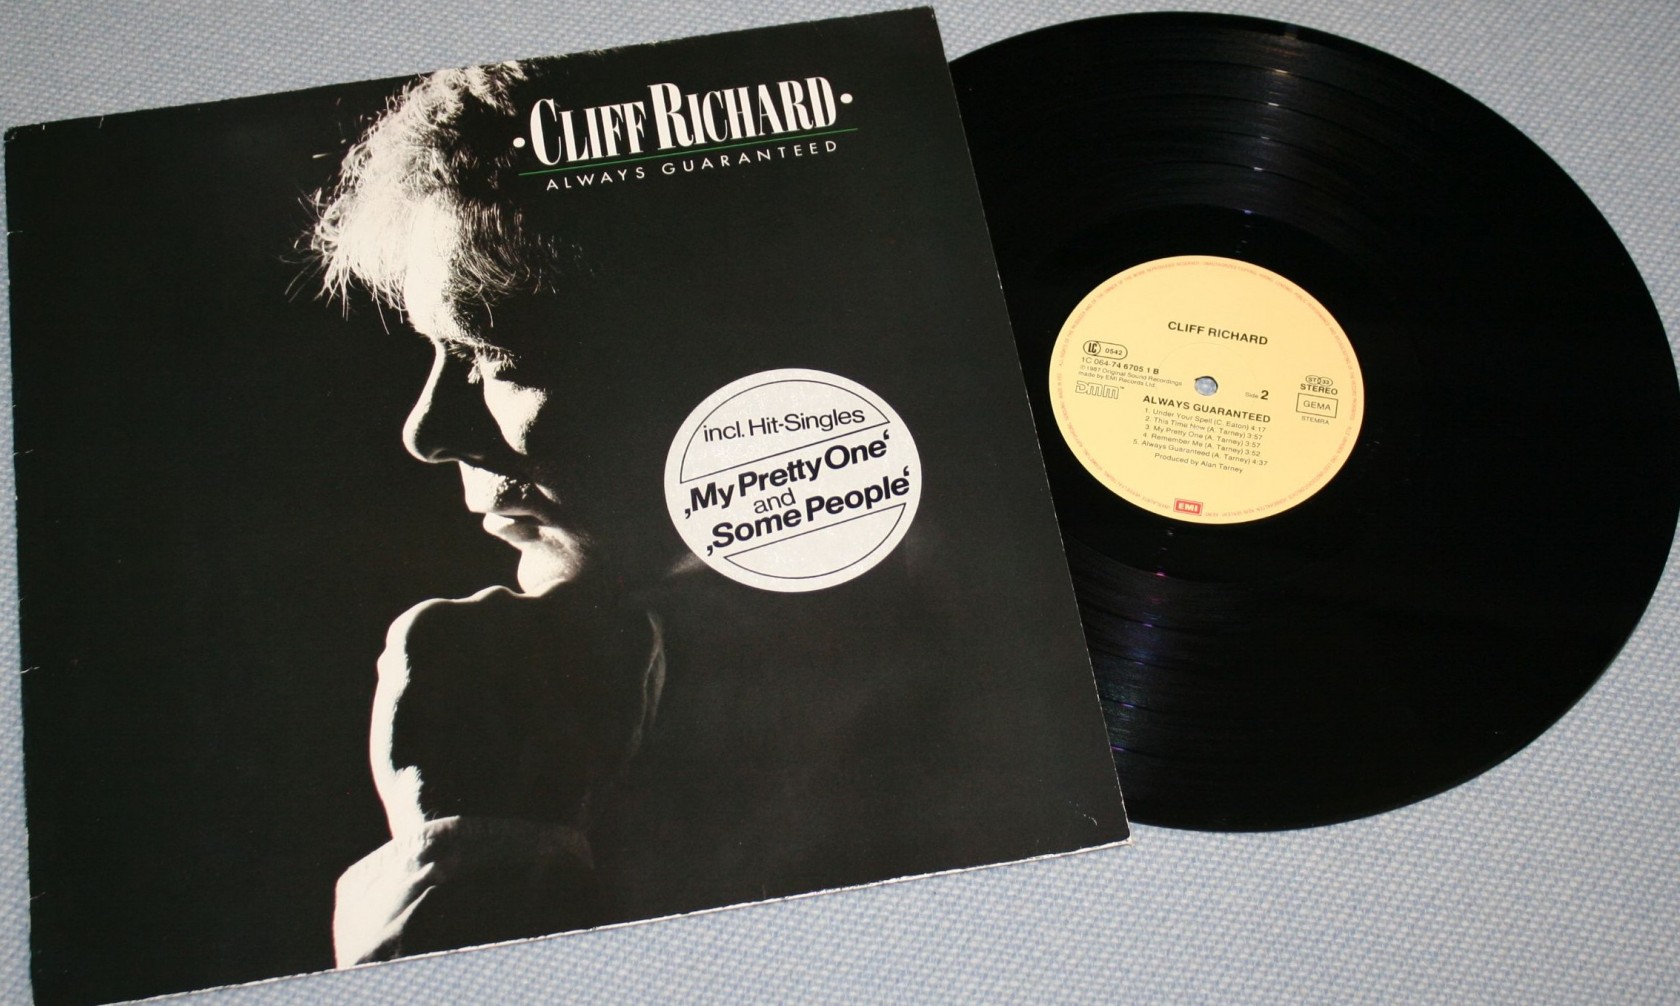 • CLIFF RICHARD •
ALWAYS GUARANTEED
incl. Hit-Singles
‚My Pretty One‘
and
‚Some People‘
CLIFF RICHARD
LC 0542
1C 064-74 6705 1 B
℗ 1987 Original Sound Recordings
made by EMI Records Ltd.
DMM™
Side 2
ST 33
STEREO
GEMA
STEMRA
ALWAYS GUARANTEED
1. Under Your Spell (C. Eaton) 4.17
2. This Time Now (A. Tarney) 3.57
3. My Pretty One (A. Tarney) 3.57
4. Remember Me (A. Tarney) 3.52
5. Always Guaranteed (A. Tarney) 4.37
Produced by Alan Tarney
EMI